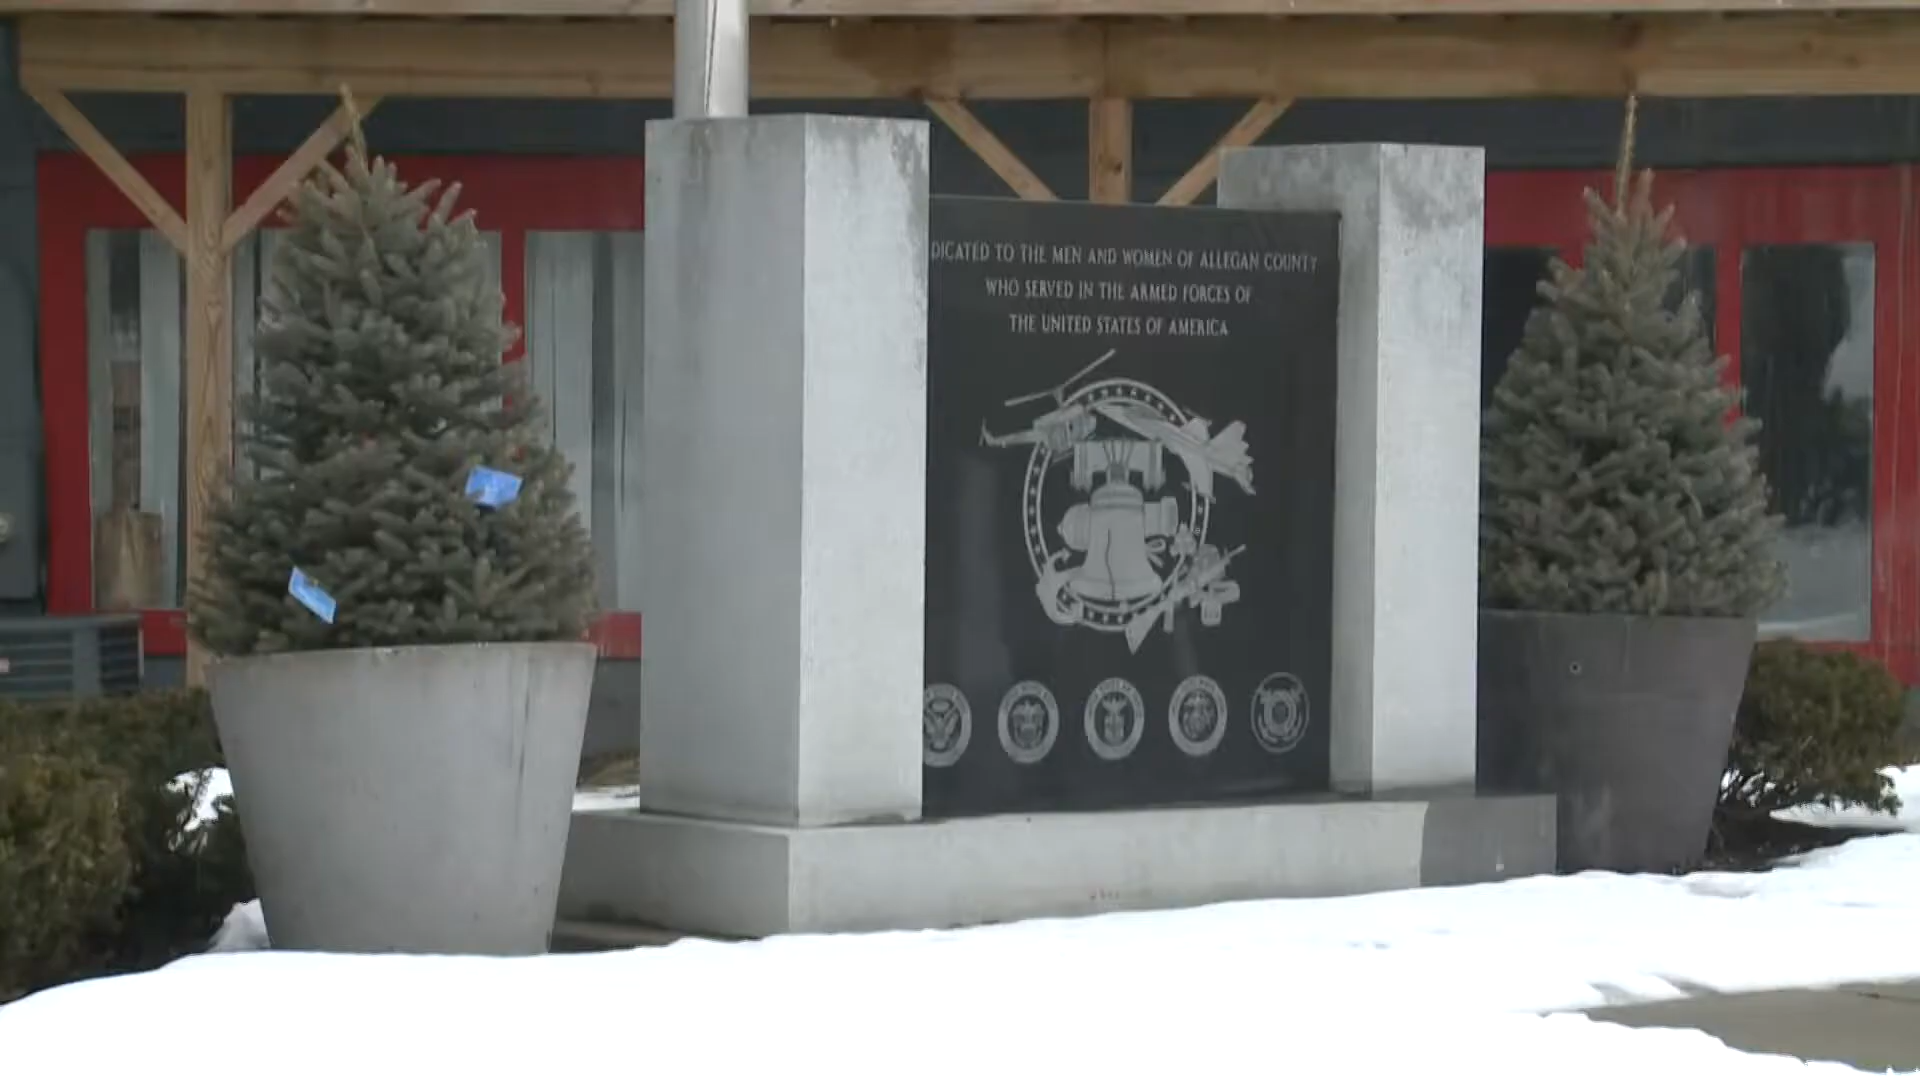 DICATED TO THE MEN AND WOMEN OF ALLEGAN COUNTY
WHO SERVED IN THE ARMED FORCES OF
THE UNITED STATES OF AMERICA